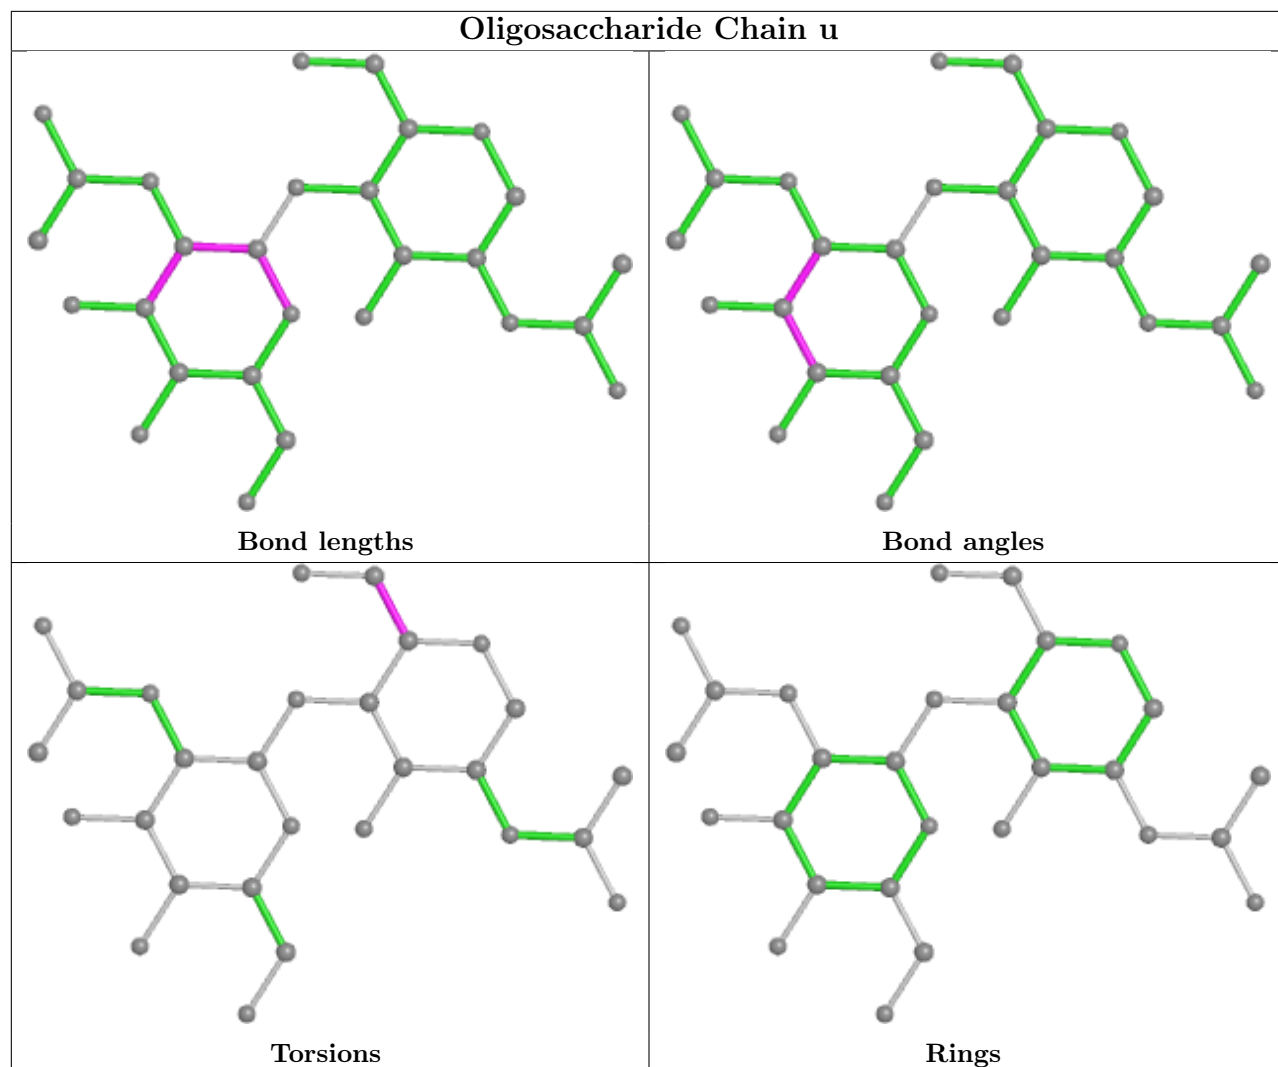 Oligosaccharide Chain u
Bond lengths
Bond angles
Torsions
Rings